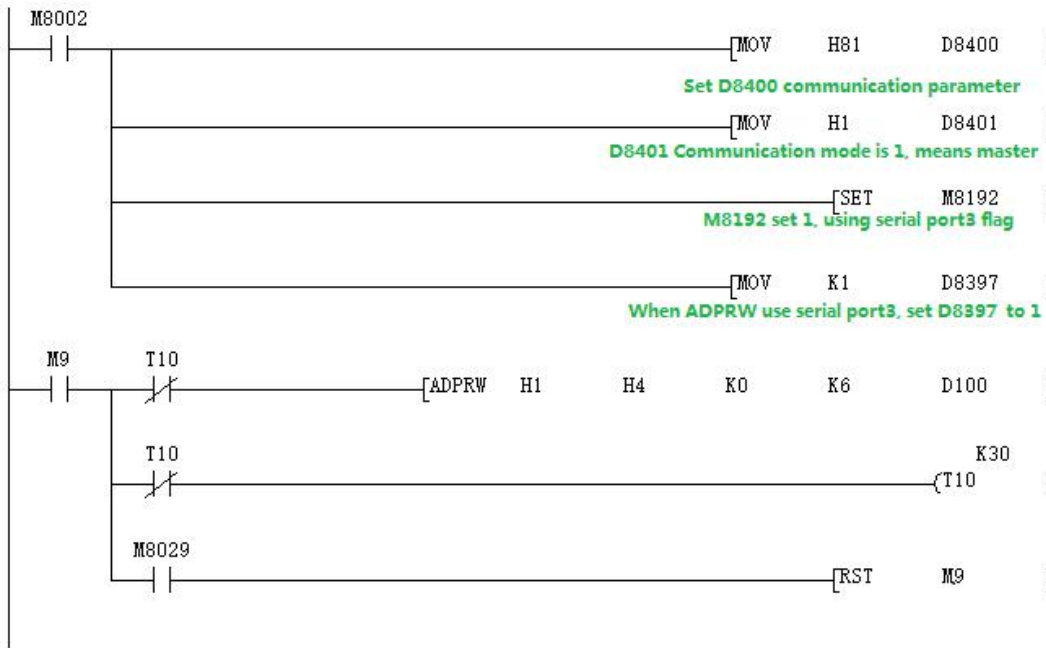 M8002
[MOV H81 D8400
Set D8400 communication parameter
[MOV H1 D8401
D8401 Communication mode is 1, means master
[SET M8192
M8192 set 1, using serial port3 flag
[MOV K1 D8397
When ADPRW use serial port3, set D8397 to 1
M9 T10
[ADPRW H1 H4 K0 K6 D100
T10 K30
(T10
M8029
[RST M9